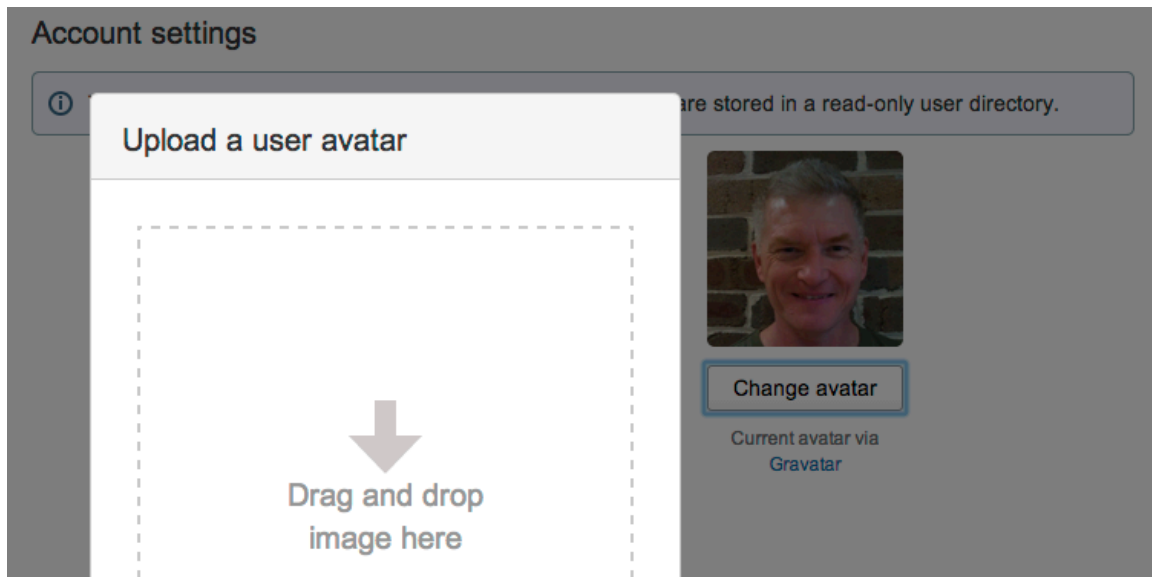 Account settings
are stored in a read-only user directory.
Upload a user avatar
Change avatar
Current avatar via
Gravatar
Drag and drop
image here